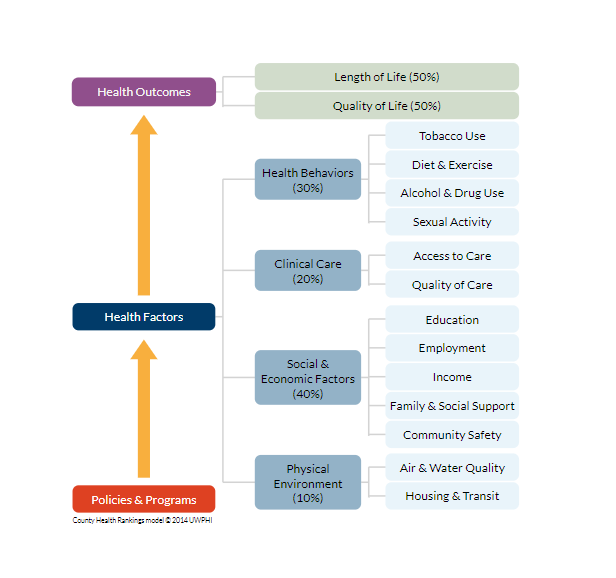 Health Outcomes
Length of Life (50%)
Quality of Life (50%)
Health Behaviors
(30%)
Tobacco Use
Diet & Exercise
Alcohol & Drug Use
Sexual Activity
Clinical Care
(20%)
Access to Care
Quality of Care
Health Factors
Social &
Economic Factors
(40%)
Education
Employment
Income
Family & Social Support
Community Safety
Physical
Environment
(10%)
Air & Water Quality
Housing & Transit
Policies & Programs
County Health Rankings model © 2014 UWPHI